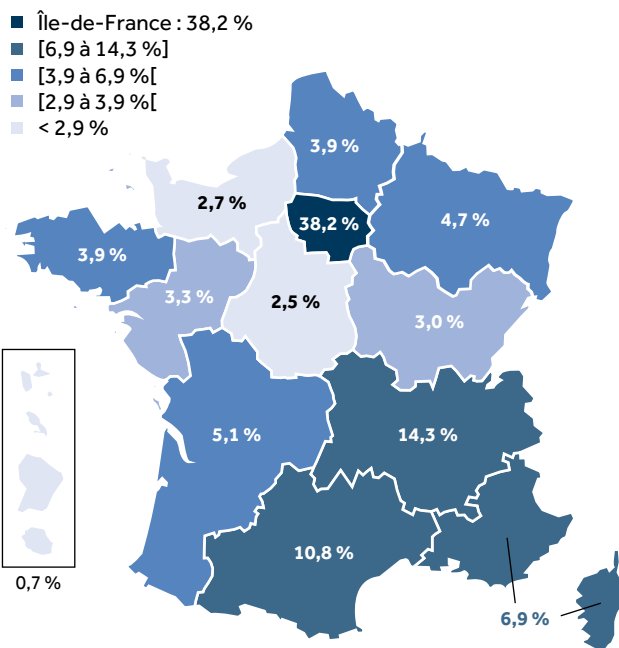 Île-de-France : 38,2 %
[6,9 à 14,3 %]
[3,9 à 6,9 %[
[2,9 à 3,9 %[
< 2,9 %
3,9 %
2,7 %
38,2 %
4,7 %
3,9 %
3,3 %
2,5 %
3,0 %
5,1 %
14,3 %
10,8 %
0,7 %
6,9 %